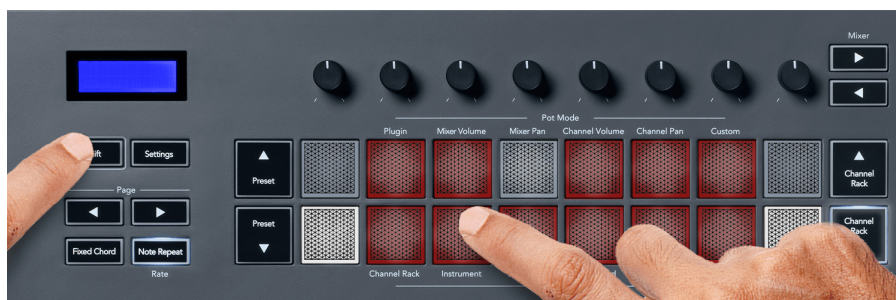 Mixer
Pot Mode
Plugin
Mixer Volume
Mixer Pan
Channel Volume
Channel Pan
Custom
Settings
Preset
Channel
Rack
Page
Preset
Channel
Rack
Fixed Chord
Note Repeat
Rate
Channel Rack
Instrument